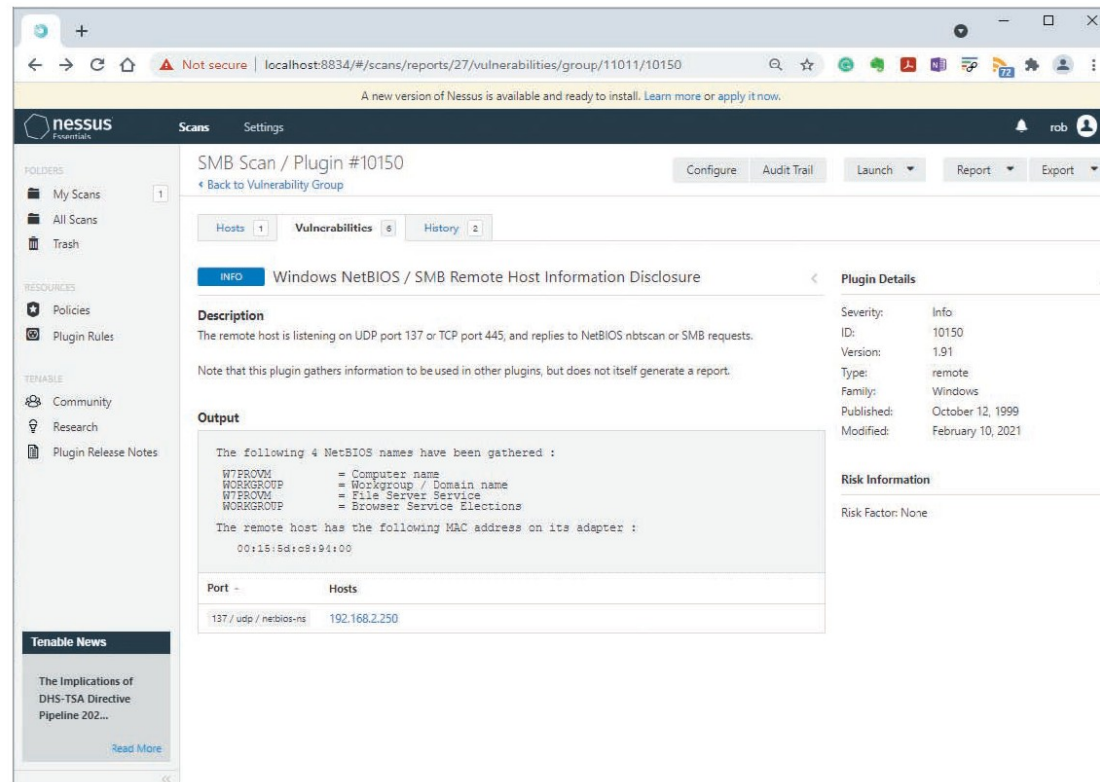 Not secure | localhost:8834/#/scans/reports/27/vulnerabilities/group/11011/10150
72
A new version of Nessus is available and ready to install. Learn more or apply it now.
nessus
Essentials
Scans Settings
rob
FOLDERS
My Scans 1
All Scans
Trash
RESOURCES
Policies
Plugin Rules
TENABLE
Community
Research
Plugin Release Notes
Tenable News
The Implications of
DHS-TSA Directive
Pipeline 202...
Read More
SMB Scan / Plugin #10150
Back to Vulnerability Group
Configure Audit Trail Launch Report Export
Hosts 1 Vulnerabilities 6 History 2
INFO Windows NetBIOS / SMB Remote Host Information Disclosure
Description
The remote host is listening on UDP port 137 or TCP port 445, and replies to NetBIOS nbtscan or SMB requests.
Note that this plugin gathers information to be used in other plugins, but does not itself generate a report.
Output
The following 4 NetBIOS names have been gathered :
W7PROVM = Computer name
WORKGROUP = Workgroup / Domain name
W7PROVM = File Server Service
WORKGROUP = Browser Service Elections
The remote host has the following MAC address on its adapter :
00:15:5d:c8:94:00
Port Hosts
137 / udp / netbios-ns 192.168.2.250
Plugin Details
Severity: Info
ID: 10150
Version: 1.91
Type: remote
Family: Windows
Published: October 12, 1999
Modified: February 10, 2021
Risk Information
Risk Factor: None